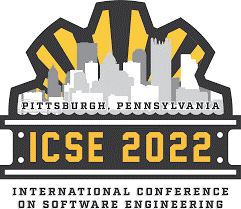 PITTSBURGH, PENNSYLVANIA
ICSE 2022
INTERNATIONAL CONFERENCE
ON SOFTWARE ENGINEERING